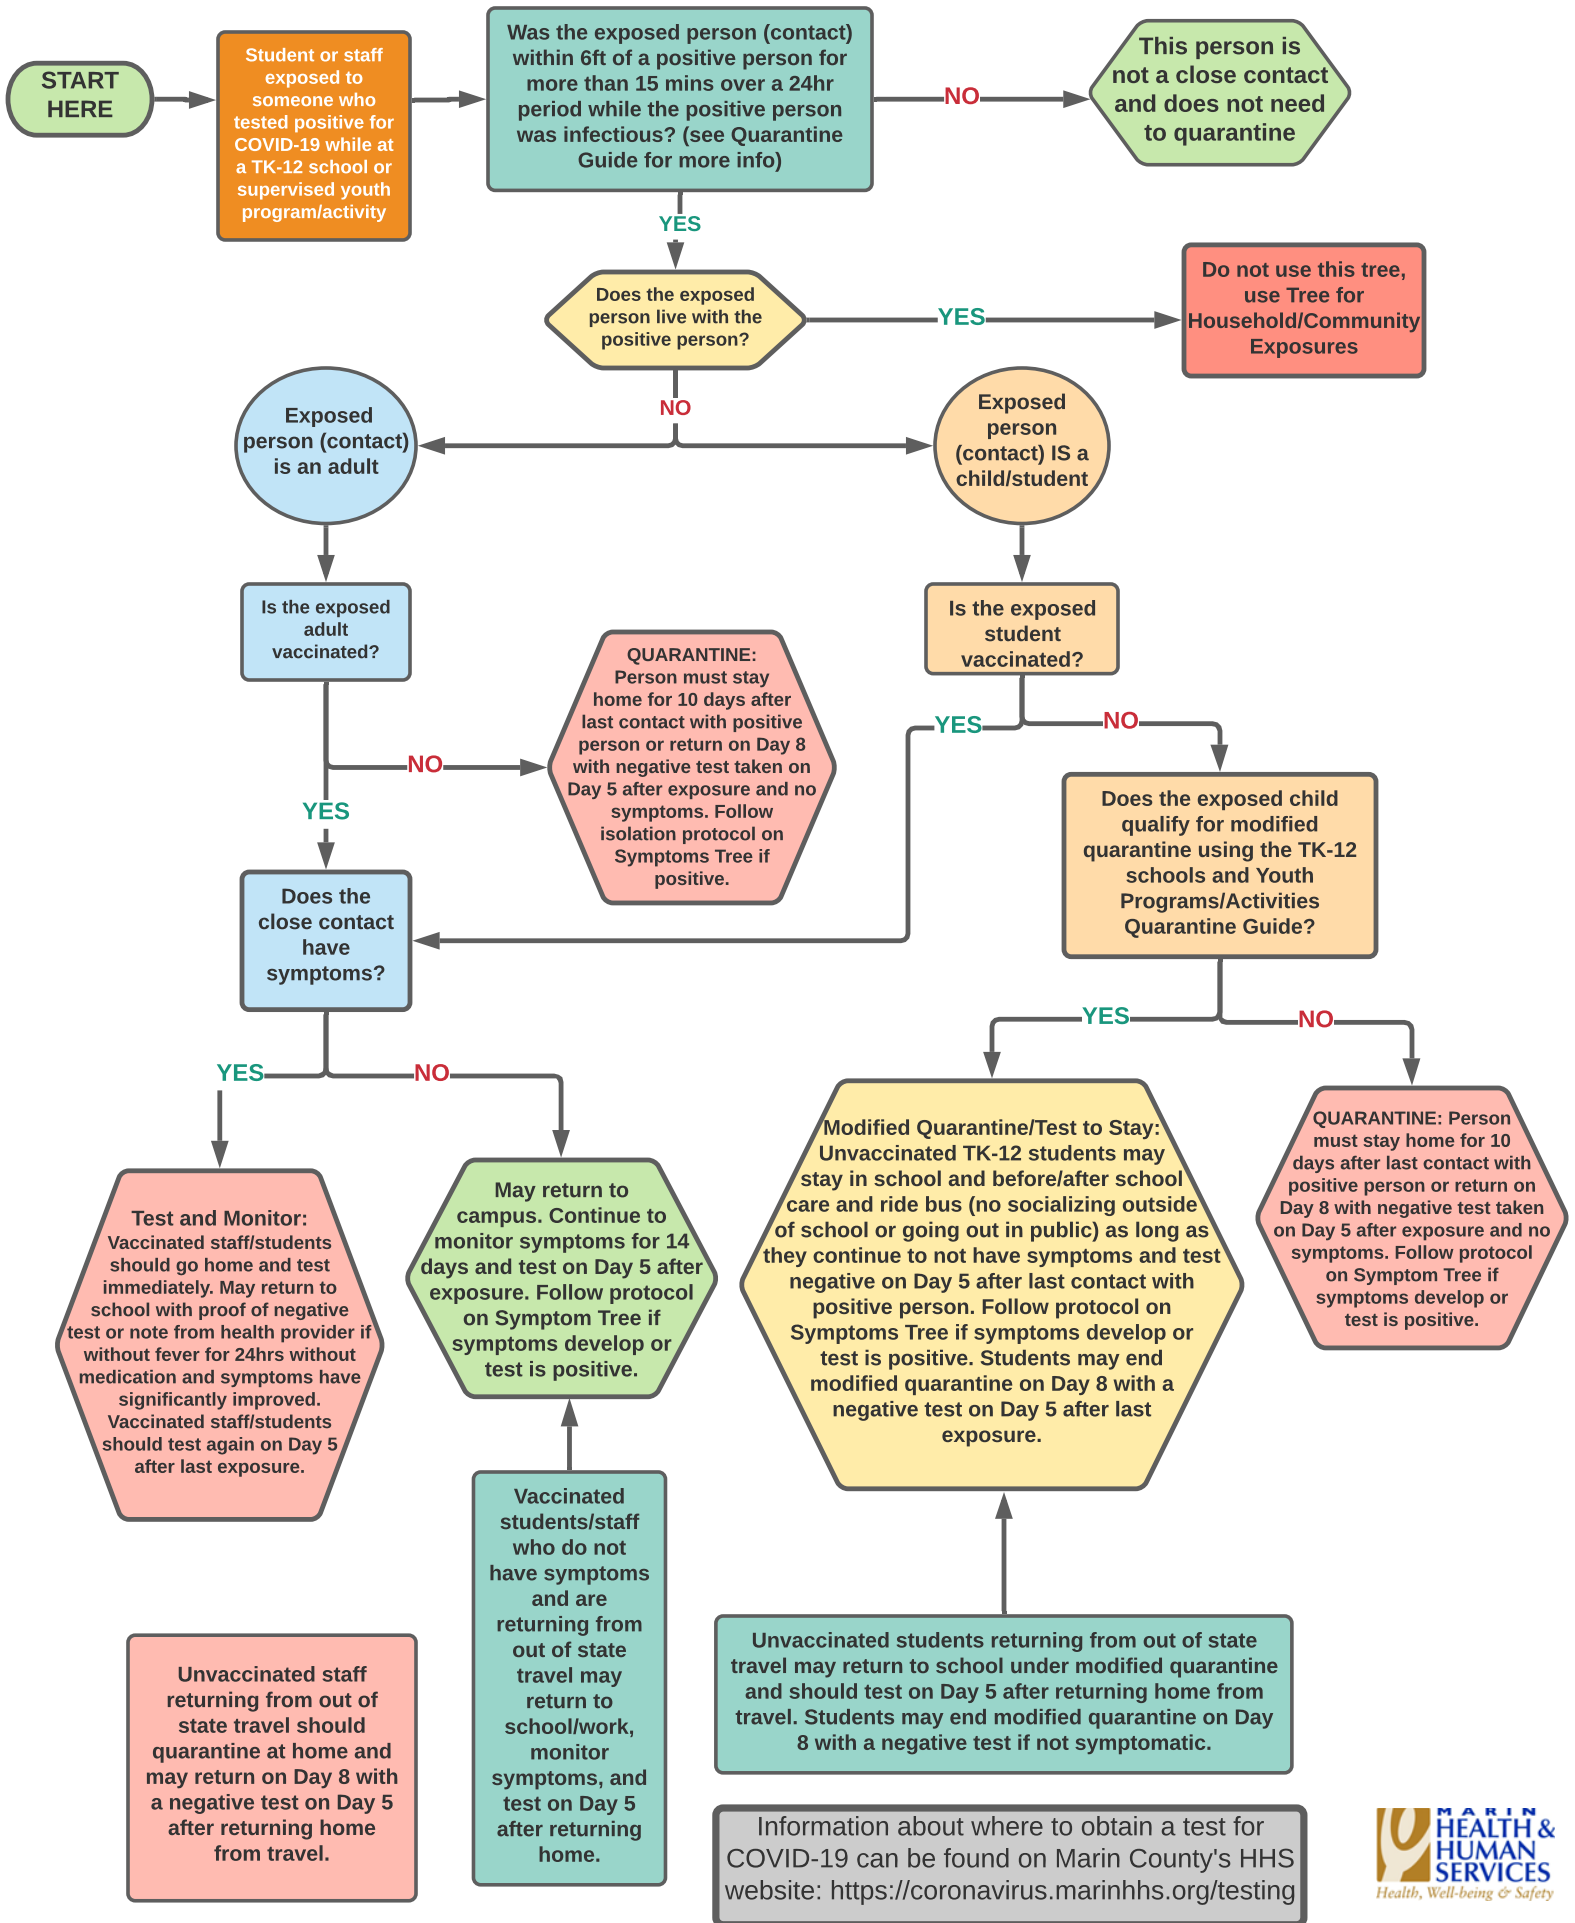 START
HERE
Student or staff
exposed to
someone who
tested positive for
COVID-19 while at
a TK-12 school or
supervised youth
program/activity
Was the exposed person (contact)
within 6ft of a positive person for
more than 15 mins over a 24hr
period while the positive person
was infectious? (see Quarantine
Guide for more info)
NO
This person is
not a close contact
and does not need
to quarantine
YES
Does the exposed
person live with the
positive person?
YES
Do not use this tree,
use Tree for
Household/Community
Exposures
NO
Exposed
person (contact)
is an adult
Exposed
person
(contact) IS a
child/student
Is the exposed
adult
vaccinated?
Is the exposed
student
vaccinated?
NO
YES
QUARANTINE:
Person must stay
home for 10 days after
last contact with positive
person or return on Day 8
with negative test taken on
Day 5 after exposure and no
symptoms. Follow
isolation protocol on
Symptoms Tree if
positive.
YES
NO
Does the exposed child
qualify for modified
quarantine using the TK-12
schools and Youth
Programs/Activities
Quarantine Guide?
Does the
close contact
have
symptoms?
YES
NO
YES
NO
Test and Monitor:
Vaccinated staff/students
should go home and test
immediately. May return to
school with proof of negative
test or note from health provider if
without fever for 24hrs without
medication and symptoms have
significantly improved.
Vaccinated staff/students
should test again on Day 5
after last exposure.
May return to
campus. Continue to
monitor symptoms for 14
days and test on Day 5 after
exposure. Follow protocol
on Symptom Tree if
symptoms develop or
test is positive.
Modified Quarantine/Test to Stay:
Unvaccinated TK-12 students may
stay in school and before/after school
care and ride bus (no socializing outside
of school or going out in public) as long as
they continue to not have symptoms and test
negative on Day 5 after last contact with
positive person. Follow protocol on
Symptoms Tree if symptoms develop or
test is positive. Students may end
modified quarantine on Day 8 with a
negative test on Day 5 after last
exposure.
QUARANTINE: Person
must stay home for 10
days after last contact with
positive person or return on
Day 8 with negative test taken
on Day 5 after exposure and no
symptoms. Follow protocol
on Symptom Tree if
symptoms develop or
test is positive.
Vaccinated
students/staff
who do not
have symptoms
and are
returning from
out of state
travel may
return to
school/work,
monitor
symptoms, and
test on Day 5
after returning
home.
Unvaccinated staff
returning from out of
state travel should
quarantine at home and
may return on Day 8 with
a negative test on Day 5
after returning home
from travel.
Unvaccinated students returning from out of state
travel may return to school under modified quarantine
and should test on Day 5 after returning home from
travel. Students may end modified quarantine on Day
8 with a negative test if not symptomatic.
Information about where to obtain a test for
COVID-19 can be found on Marin County's HHS
website: https://coronavirus.marinhhs.org/testing
MARIN
HEALTH &
HUMAN
SERVICES
Health, Well-being & Safety